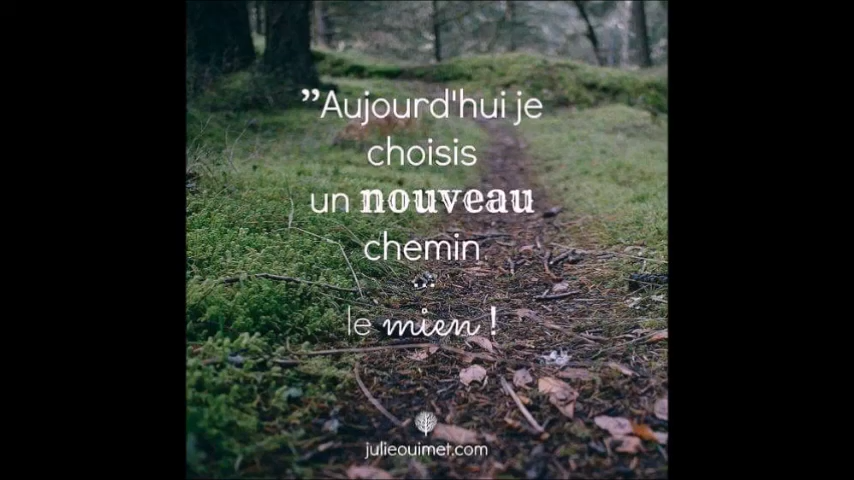 ”Aujourd'hui je
choisis
un nouveau
chemin
...
le mien !
julieouimet.com